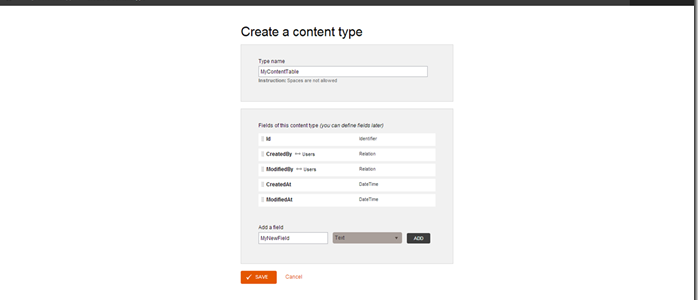 Create a content type
Type name
MyContentTable
Instruction: Spaces are not allowed
Fields of this content type (you can define fields later)
Id Identifier
CreatedBy Users Relation
ModifiedBy Users Relation
CreatedAt DateTime
ModifiedAt DateTime
Add a field
MyNewField Text ADD
SAVE Cancel